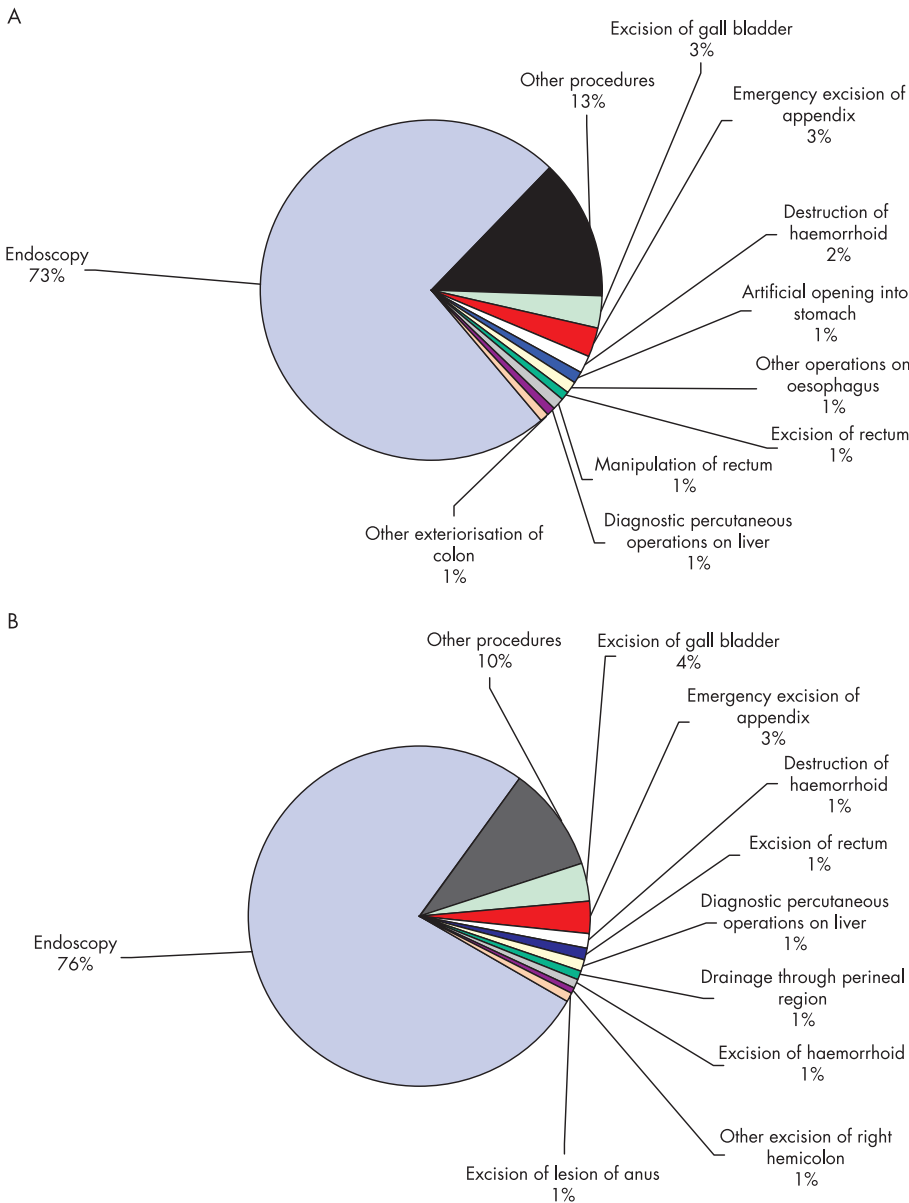 A
Excision of gall bladder
3%
Other procedures
13%
Emergency excision of
appendix
3%
Destruction of
haemorrhoid
2%
Endoscopy
73%
Artificial opening into
stomach
1%
Other operations on
oesophagus
1%
Excision of rectum
1%
Manipulation of rectum
1%
Diagnostic percutaneous
operations on liver
1%
Other exteriorisation of
colon
1%
B
Other procedures
10%
Excision of gall bladder
4%
Emergency excision of
appendix
3%
Destruction of
haemorrhoid
1%
Excision of rectum
1%
Diagnostic percutaneous
operations on liver
1%
Endoscopy
76%
Drainage through perineal
region
1%
Excision of haemorrhoid
1%
Other excision of right
hemicolon
1%
Excision of lesion of anus
1%